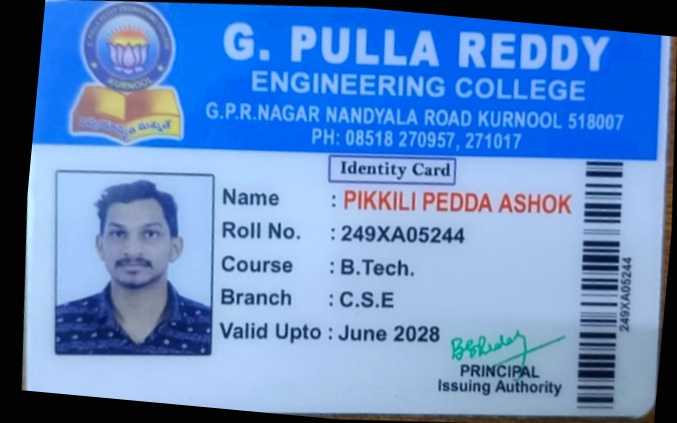 G. PULLA REDDY
ENGINEERING COLLEGE
G.P.R.NAGAR NANDYALA ROAD KURNOOL 518007
PH: 08518 270957, 271017
KURNOOL
Identity Card
Name : PIKKILI PEDDA ASHOK
Roll No. : 249XA05244
Course : B.Tech.
Branch : C.S.E
Valid Upto : June 2028
PRINCIPAL
Issuing Authority
249XA05244